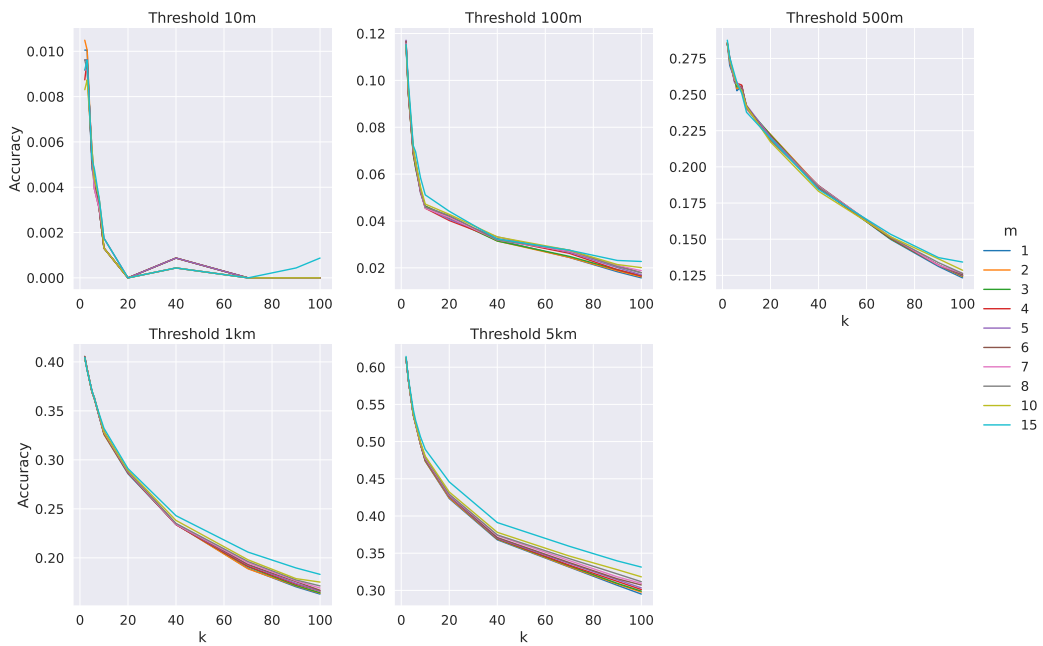 Threshold 10m
Threshold 100m
Threshold 500m
Accuracy
0.010
0.008
0.006
0.004
0.002
0.000
0 20 40 60 80 100
0.12
0.10
0.08
0.06
0.04
0.02
0 20 40 60 80 100
0.275
0.250
0.225
0.200
0.175
0.150
0.125
0 20 40 60 80 100
k
m
1
2
3
4
5
6
7
8
10
15
Threshold 1km
Threshold 5km
Accuracy
0.40
0.35
0.30
0.25
0.20
0 20 40 60 80 100
k
0.60
0.55
0.50
0.45
0.40
0.35
0.30
0 20 40 60 80 100
k